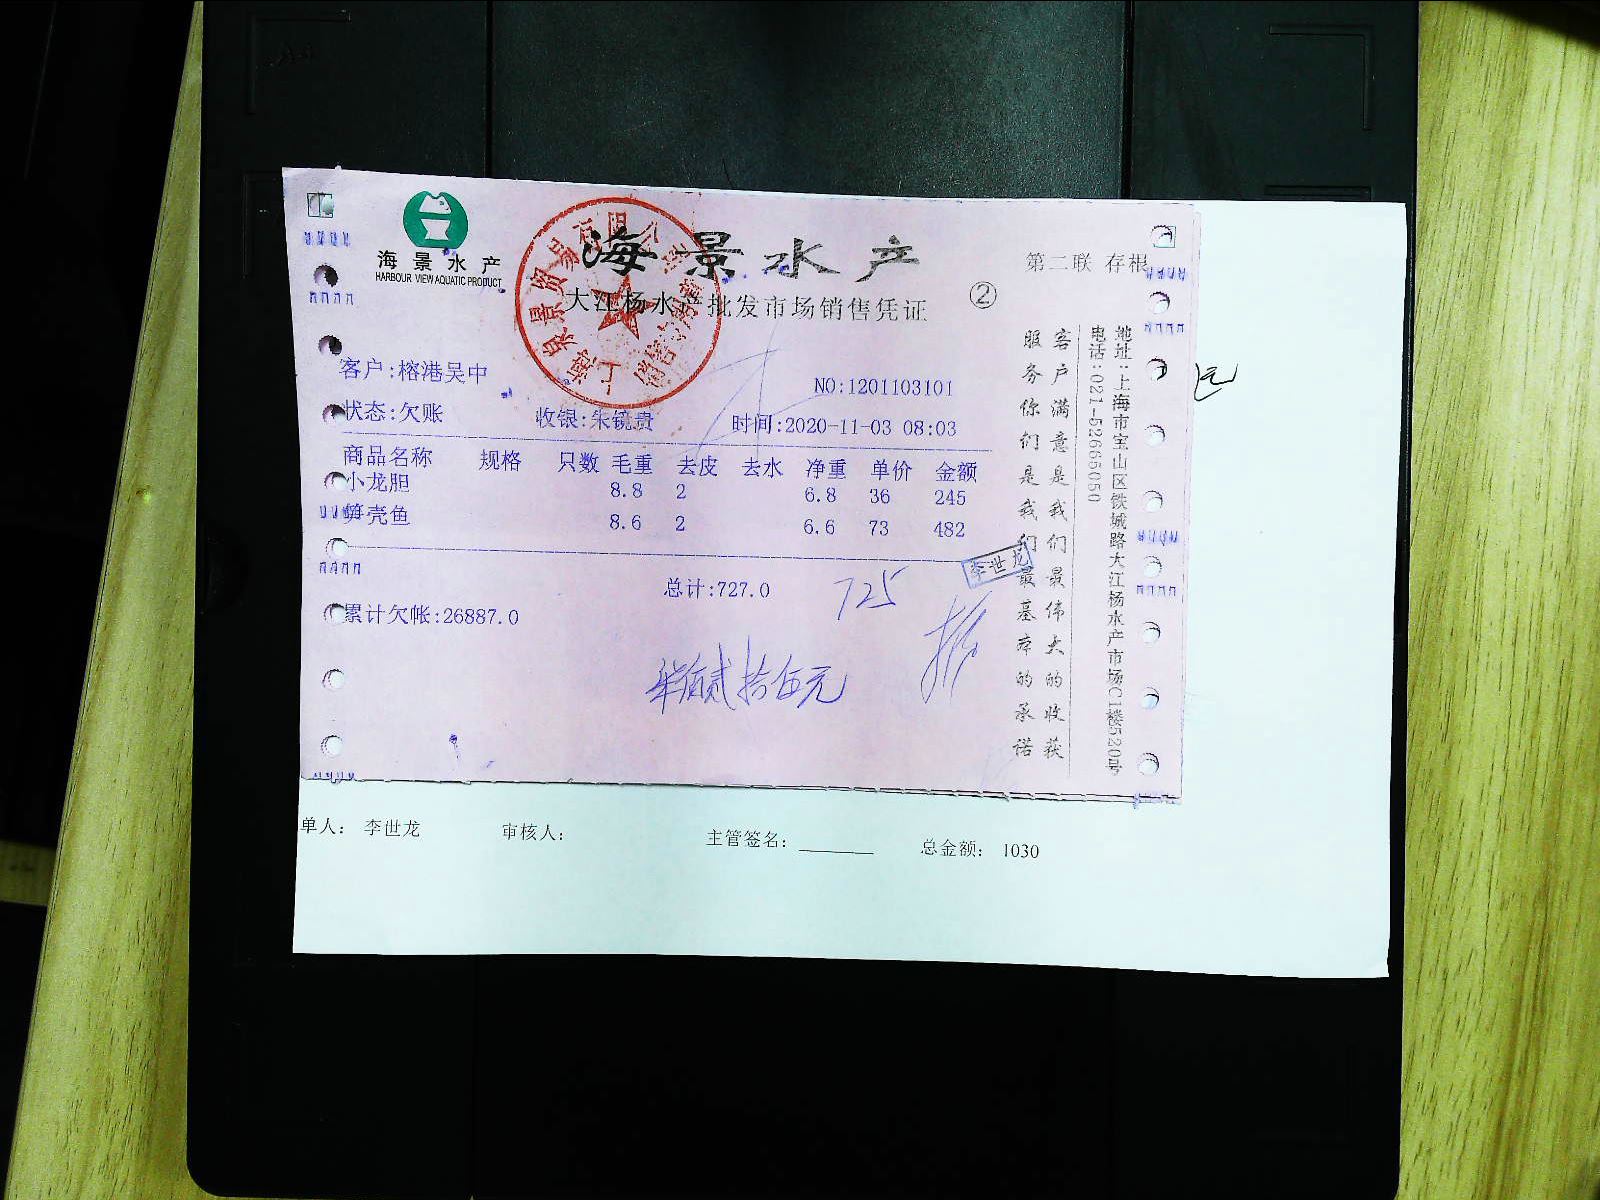 海景水产
HARBOUR VIEW AQUATIC PRODUCT
海景水产
第二联 存根
大江杨水产批发市场销售凭证 ②
客户:榕港吴中
NO:1201103101
状态:欠账 收银:朱镜贵 时间:2020-11-03 08:03
商品名称 规格 只数 毛重 去皮 去水 净重 单价 金额
小龙胆 8.8 2 6.8 36 245
笋壳鱼 8.6 2 6.6 73 482
总计:727.0 725
李世龙
累计欠帐:26887.0
柒佰贰拾伍元
客户满意是我们最伟大的收获
服务你们是我们最基本的承诺
地址:上海市宝山区铁城路大江杨水产市场C1楼520畃
电话:021-52665050
元
单人: 李世龙 审核人: 主管签名: 总金额: 1030